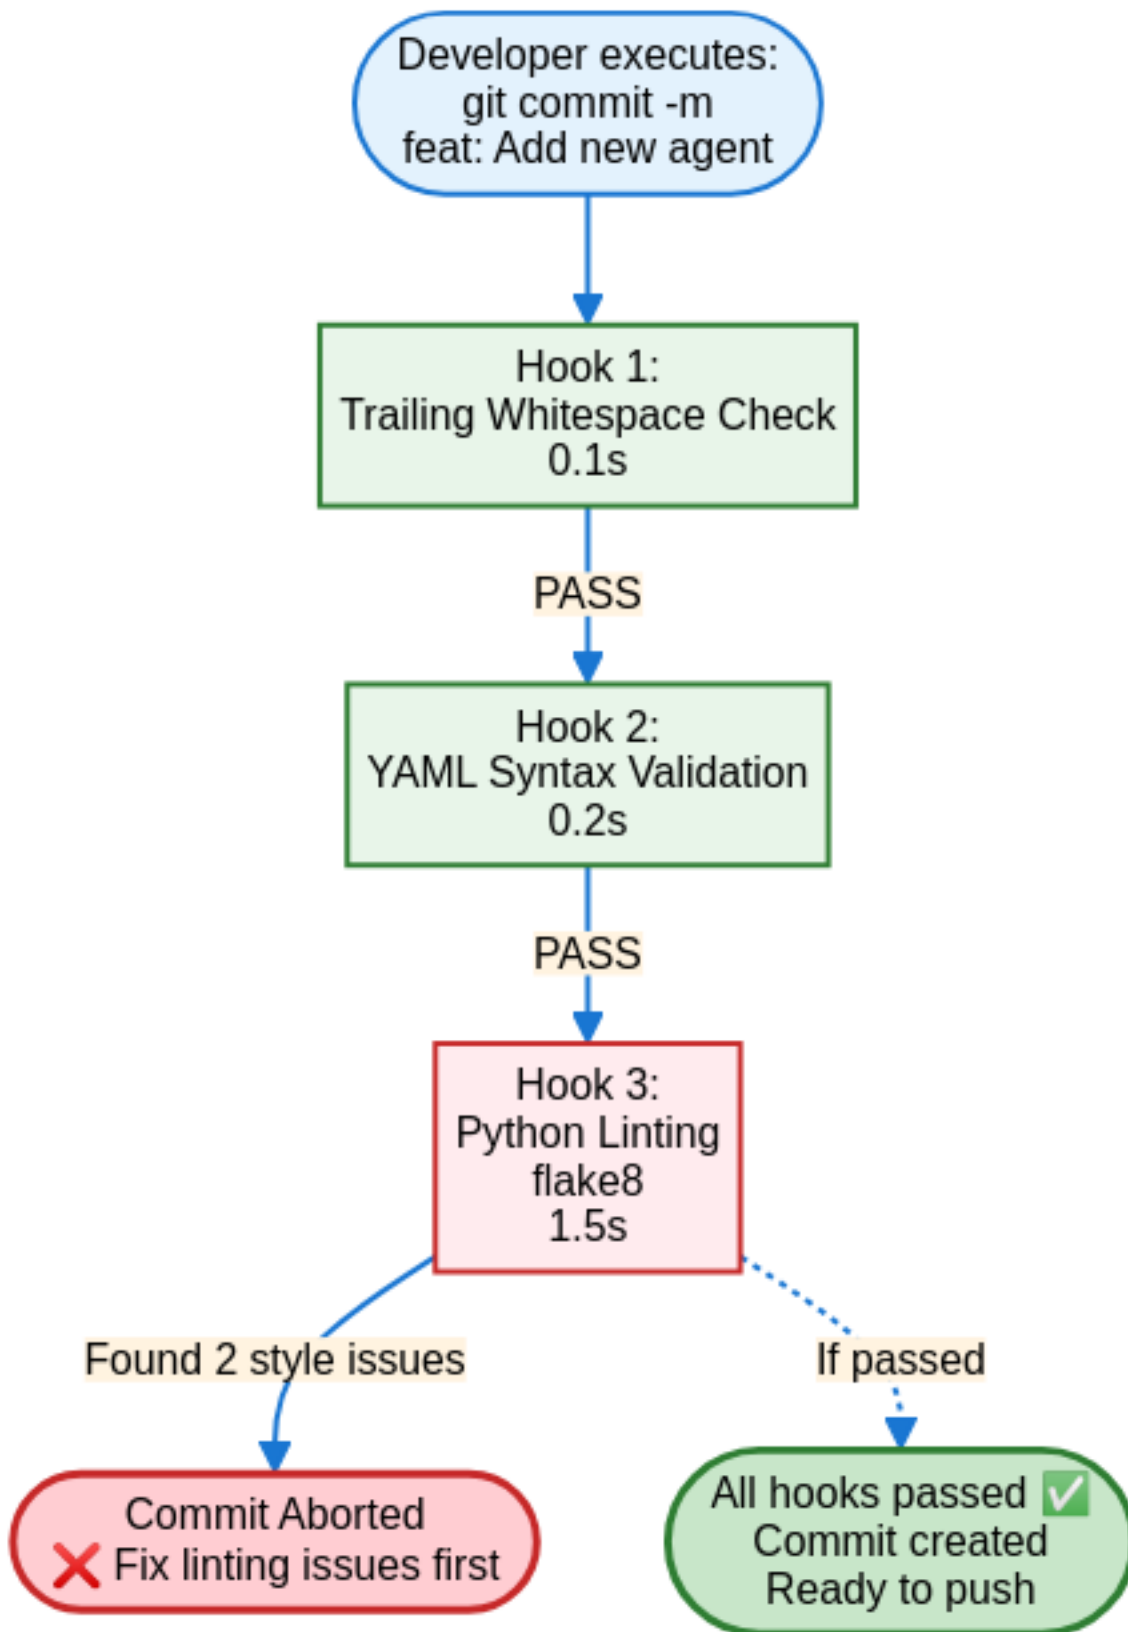 Developer executes:
git commit -m
feat: Add new agent
Hook 1:
Trailing Whitespace Check
0.1s
PASS
Hook 2:
YAML Syntax Validation
0.2s
PASS
Hook 3:
Python Linting
flake8
1.5s
Found 2 style issues
If passed
Commit Aborted
❌ Fix linting issues first
All hooks passed ✅
Commit created
Ready to push